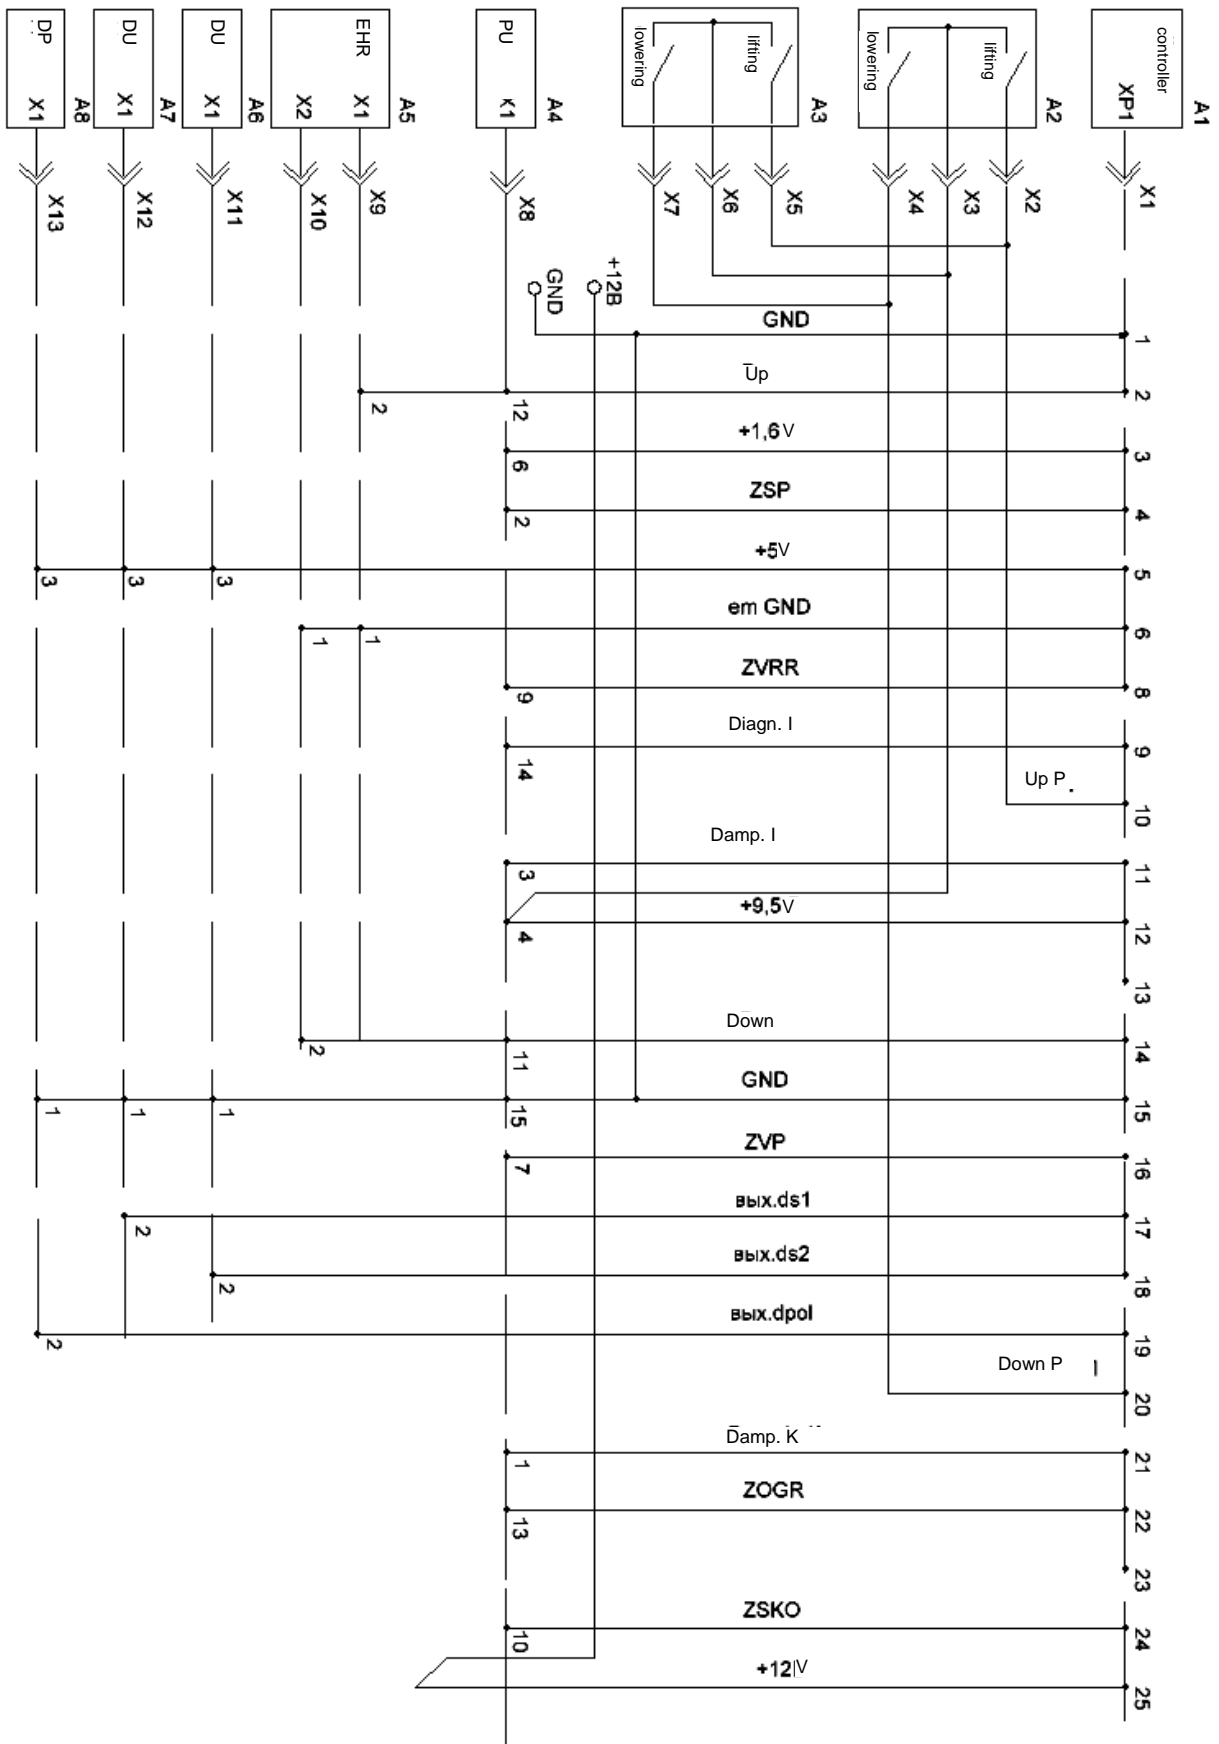 DP
X1
A8
X13
DU
X1
A7
X12
DU
X1
A6
X11
EHR
X2
X1
A5
X10
X9
PU
K1
A4
X8
lowering
lifting
A3
X7
X6
X5
lowering
lifting
A2
X4
X3
X2
controller
XP1
A1
X1
GND
+12В
GND
1
Up
2
12
2
+1,6V
6
3
ZSP
2
4
+5V
3
3
3
5
em GND
1
1
6
ZVRR
9
8
Diagn. I
14
9
Up P
10
Damp. I
3
11
+9,5V
4
12
13
Down
2
11
14
GND
1
1
1
15
15
ZVP
7
16
вых.ds1
2
17
вых.ds2
2
18
вых.dpol
2
19
Down P
20
Damp. K
1
21
ZOGR
13
22
23
ZSKO
10
24
+12V
25